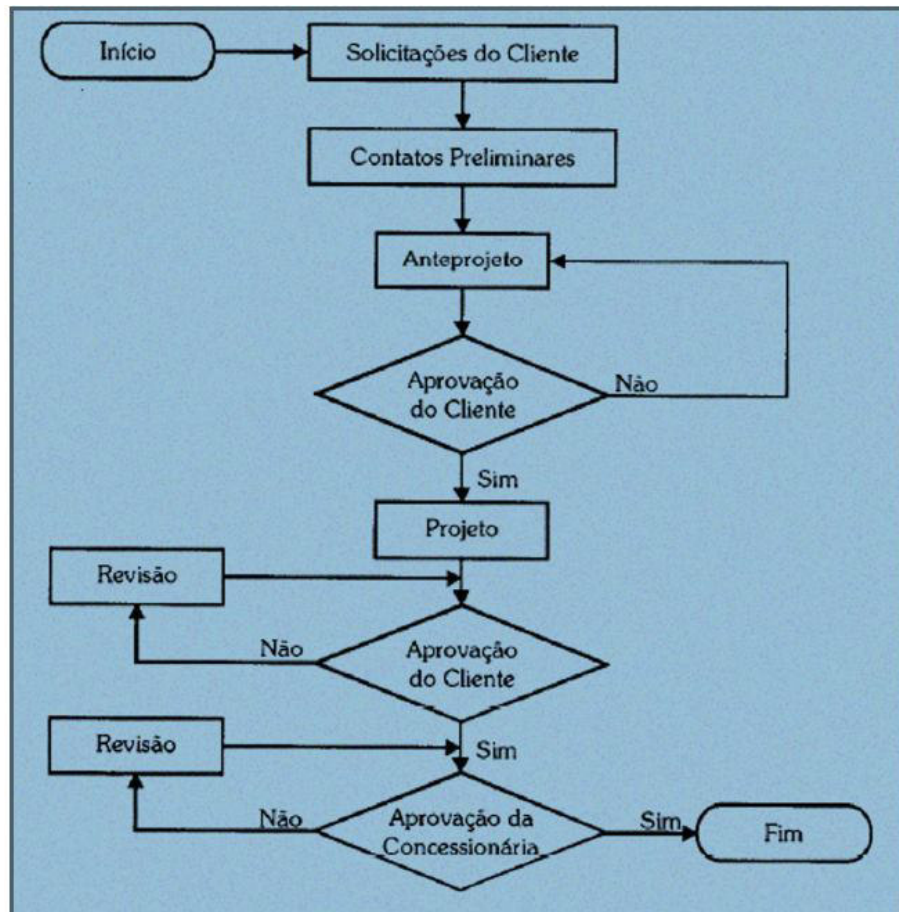 Início
Solicitações do Cliente
Contatos Preliminares
Anteprojeto
Aprovação
do Cliente
Não
Sim
Projeto
Revisão
Não
Aprovação
do Cliente
Revisão
Sim
Não
Aprovação da
Concessionária
Sim
Fim